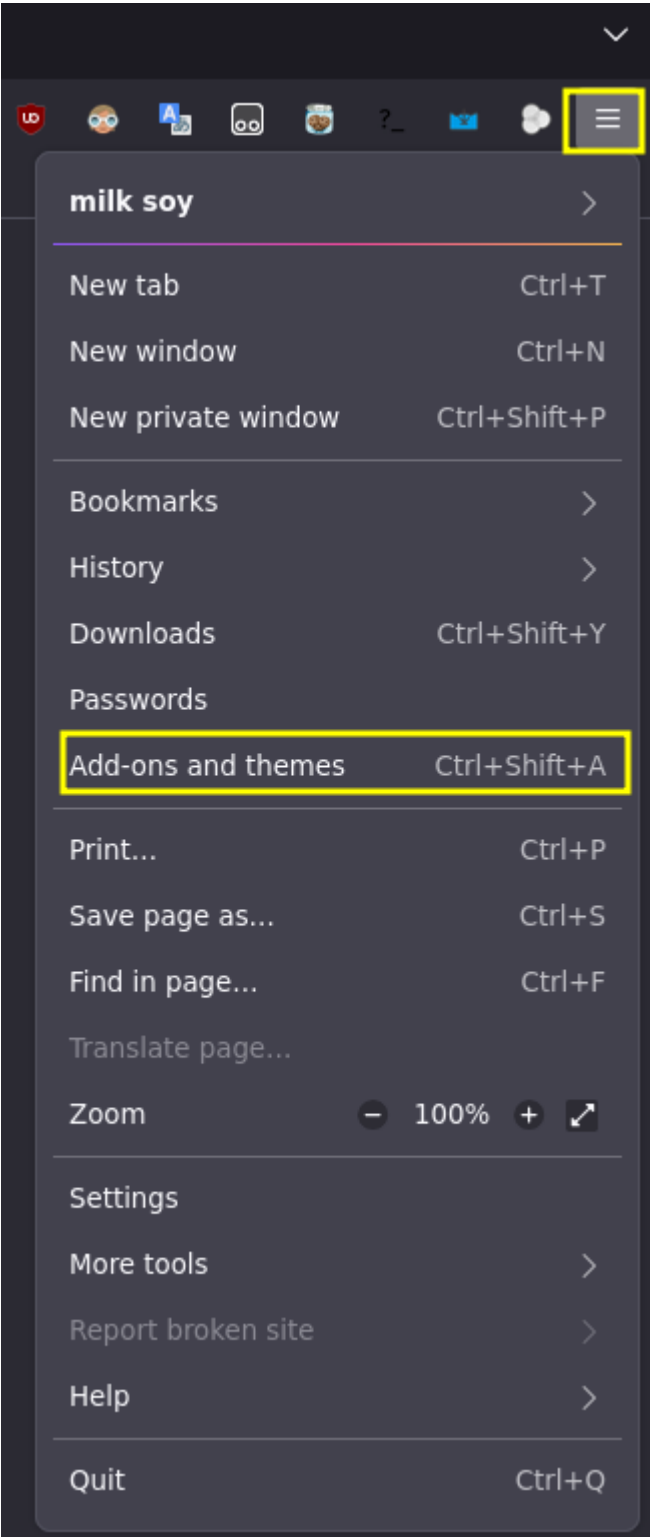 milk soy
New tab Ctrl+T
New window Ctrl+N
New private window Ctrl+Shift+P
Bookmarks
History
Downloads Ctrl+Shift+Y
Passwords
Add-ons and themes Ctrl+Shift+A
Print... Ctrl+P
Save page as... Ctrl+S
Find in page... Ctrl+F
Translate page...
Zoom − 100% +
Settings
More tools
Report broken site
Help
Quit Ctrl+Q